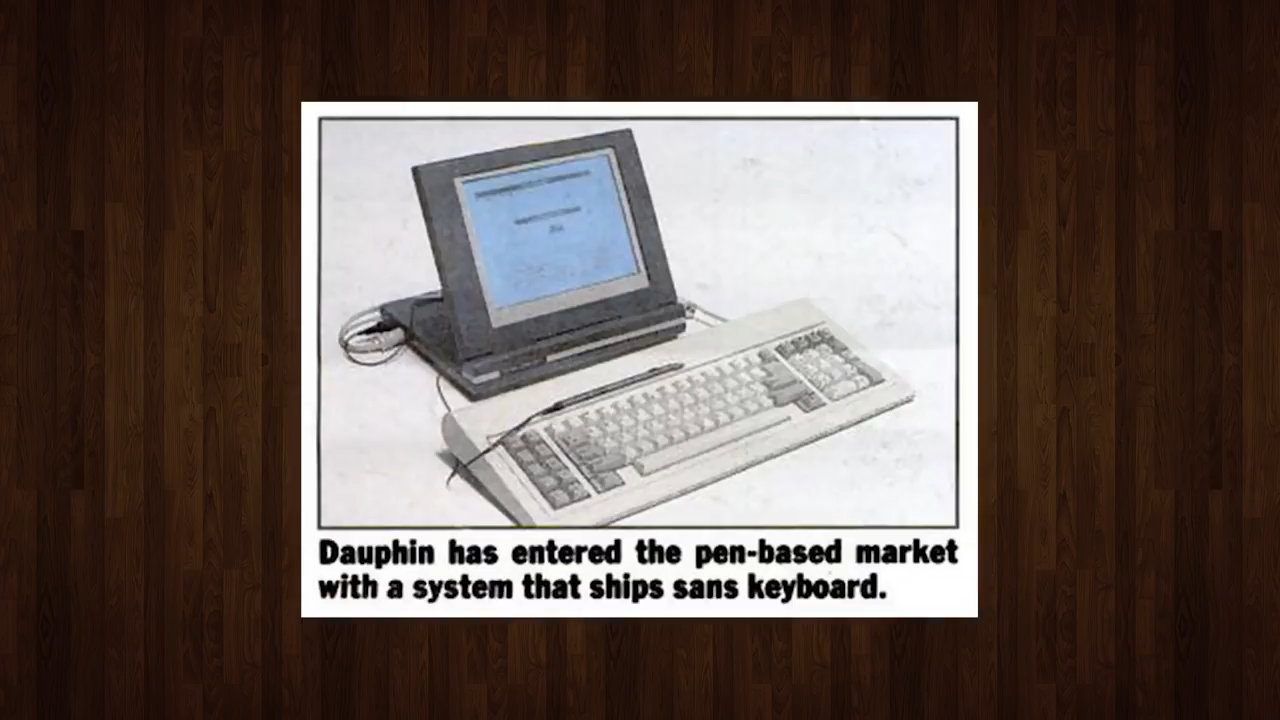 Dauphin has entered the pen-based market
with a system that ships sans keyboard.